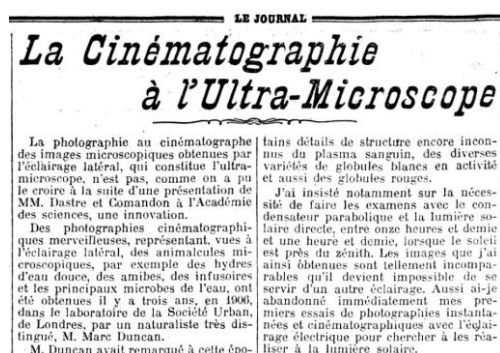 LE JOURNAL
La Cinématographie
à l'Ultra-Microscope
La photographie au cinématographe
des images microscopiques obtenues par
l'éclairage latéral, qui constitue l'ultra-
microscope, n'est pas, comme on a pu
le croire à la suite d'une présentation de
MM. Dastre et Comandon à l'Académie
des sciences, une innovation.
Des photographies cinématographi-
ques merveilleuses, représentant, vues à
l'éclairage latéral, des animalcules mi-
croscopiques, par exemple des hydres
d'eau douce, des amibes, des infusoires
et les principaux microbes de l'eau, ont
été obtenues il y a trois ans, en 1906,
dans le laboratoire de la Société Urban,
de Londres, par un naturaliste très dis-
tingué, M. Marc Duncan.
M. Duncan avait remarqué à cette épo-
tains détails de structure encore incon-
nus du plasma sanguin, des diverses
variétés de globules blancs en activité
et aussi des globules rouges.
J'ai insisté notamment sur la néces-
sité de faire les examens avec le con-
densateur parabolique et la lumière so-
laire directe, entre onze heures et demie
et une heure et demie, lorsque le soleil
est près du zénith. Les images que j'ai
ainsi obtenues sont tellement incompa-
rables qu'il devient impossible de se
servir d'un autre éclairage. Aussi ai-je
abandonné immédiatement mes pre-
miers essais de photographies instanta-
nées et cinématographiques avec l'éclai-
rage électrique pour chercher à les réa-
liser à la lumière solaire.